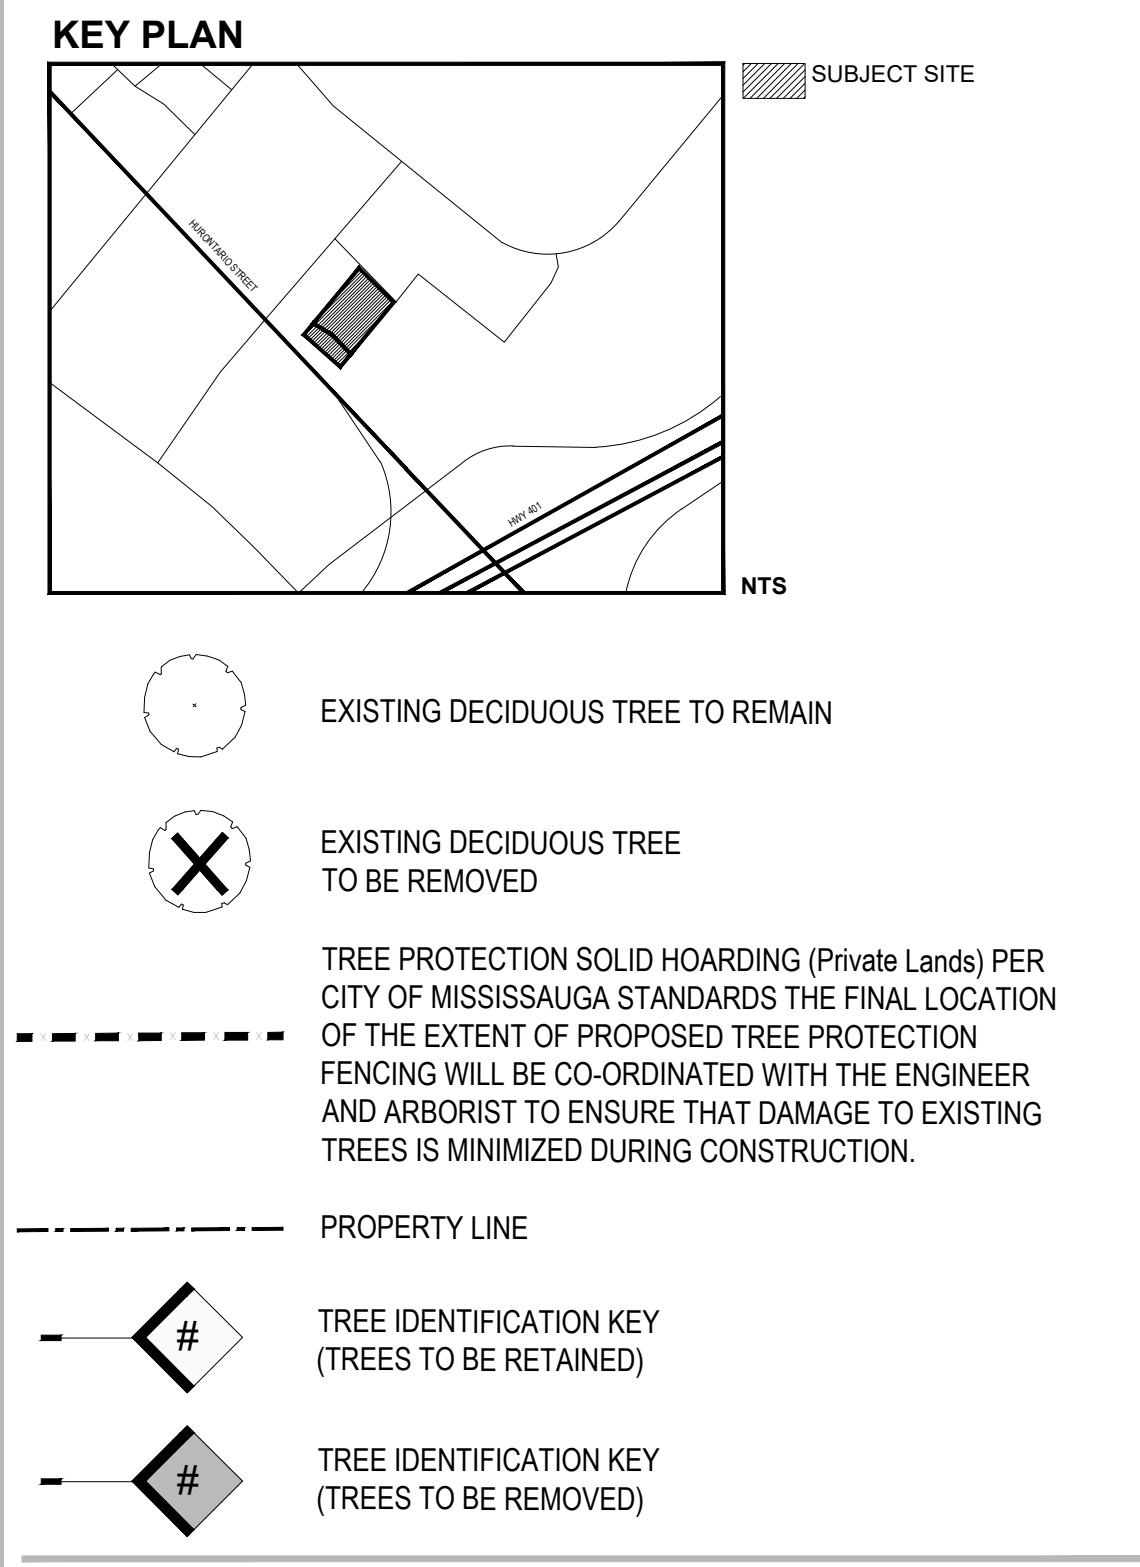 KEY PLAN
SUBJECT SITE
HURONTARIO STREET
HWY 401
NTS
EXISTING DECIDUOUS TREE TO REMAIN
EXISTING DECIDUOUS TREE
TO BE REMOVED
TREE PROTECTION SOLID HOARDING (Private Lands) PER
CITY OF MISSISSAUGA STANDARDS THE FINAL LOCATION
OF THE EXTENT OF PROPOSED TREE PROTECTION
FENCING WILL BE CO-ORDINATED WITH THE ENGINEER
AND ARBORIST TO ENSURE THAT DAMAGE TO EXISTING
TREES IS MINIMIZED DURING CONSTRUCTION.
PROPERTY LINE
#
TREE IDENTIFICATION KEY
(TREES TO BE RETAINED)
#
TREE IDENTIFICATION KEY
(TREES TO BE REMOVED)